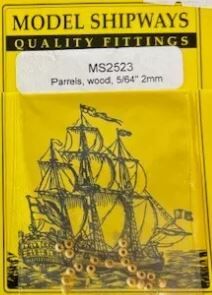 MODEL SHIPWAYS
QUALITY FITTINGS
MS2523
Parrels, wood, 5/64" 2mm